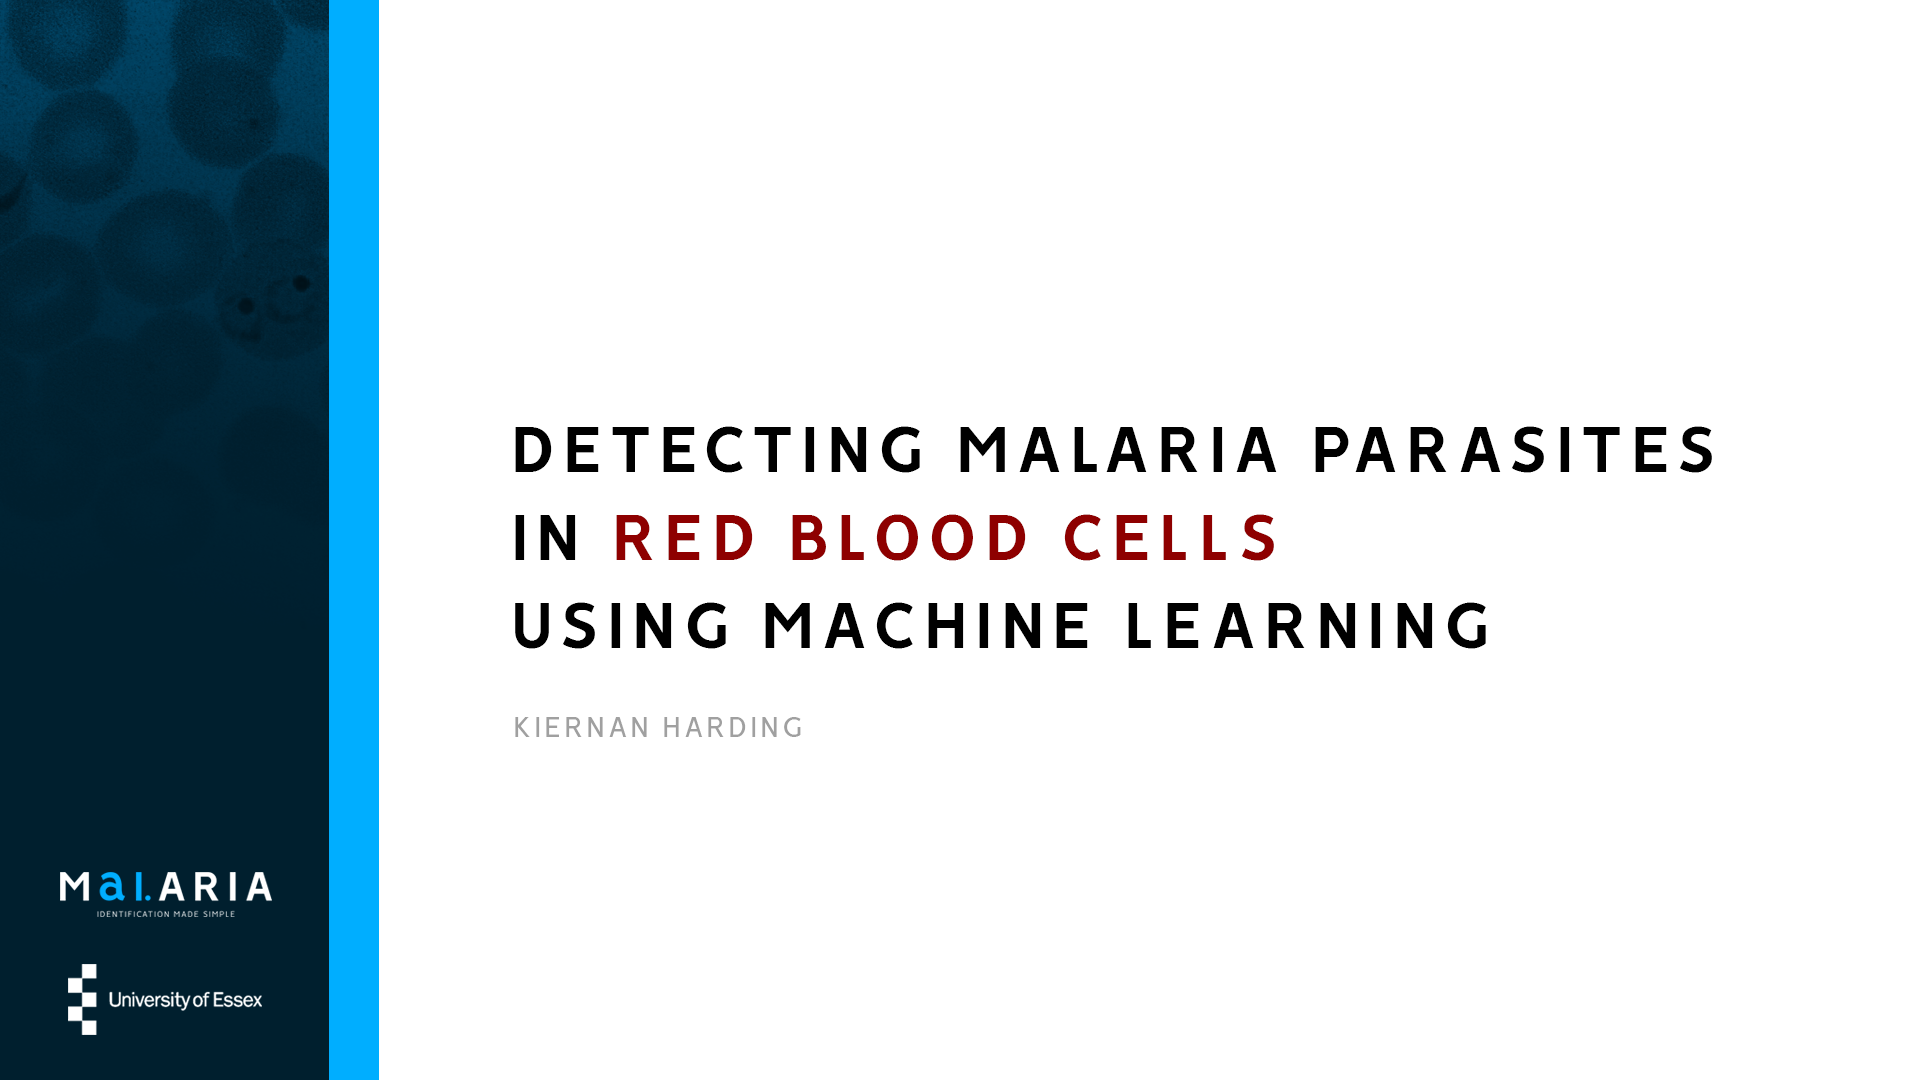 DETECTING MALARIA PARASITES
IN RED BLOOD CELLS
USING MACHINE LEARNING
KIERNAN HARDING
MaI.ARIA
IDENTIFICATION MADE SIMPLE
University of Essex